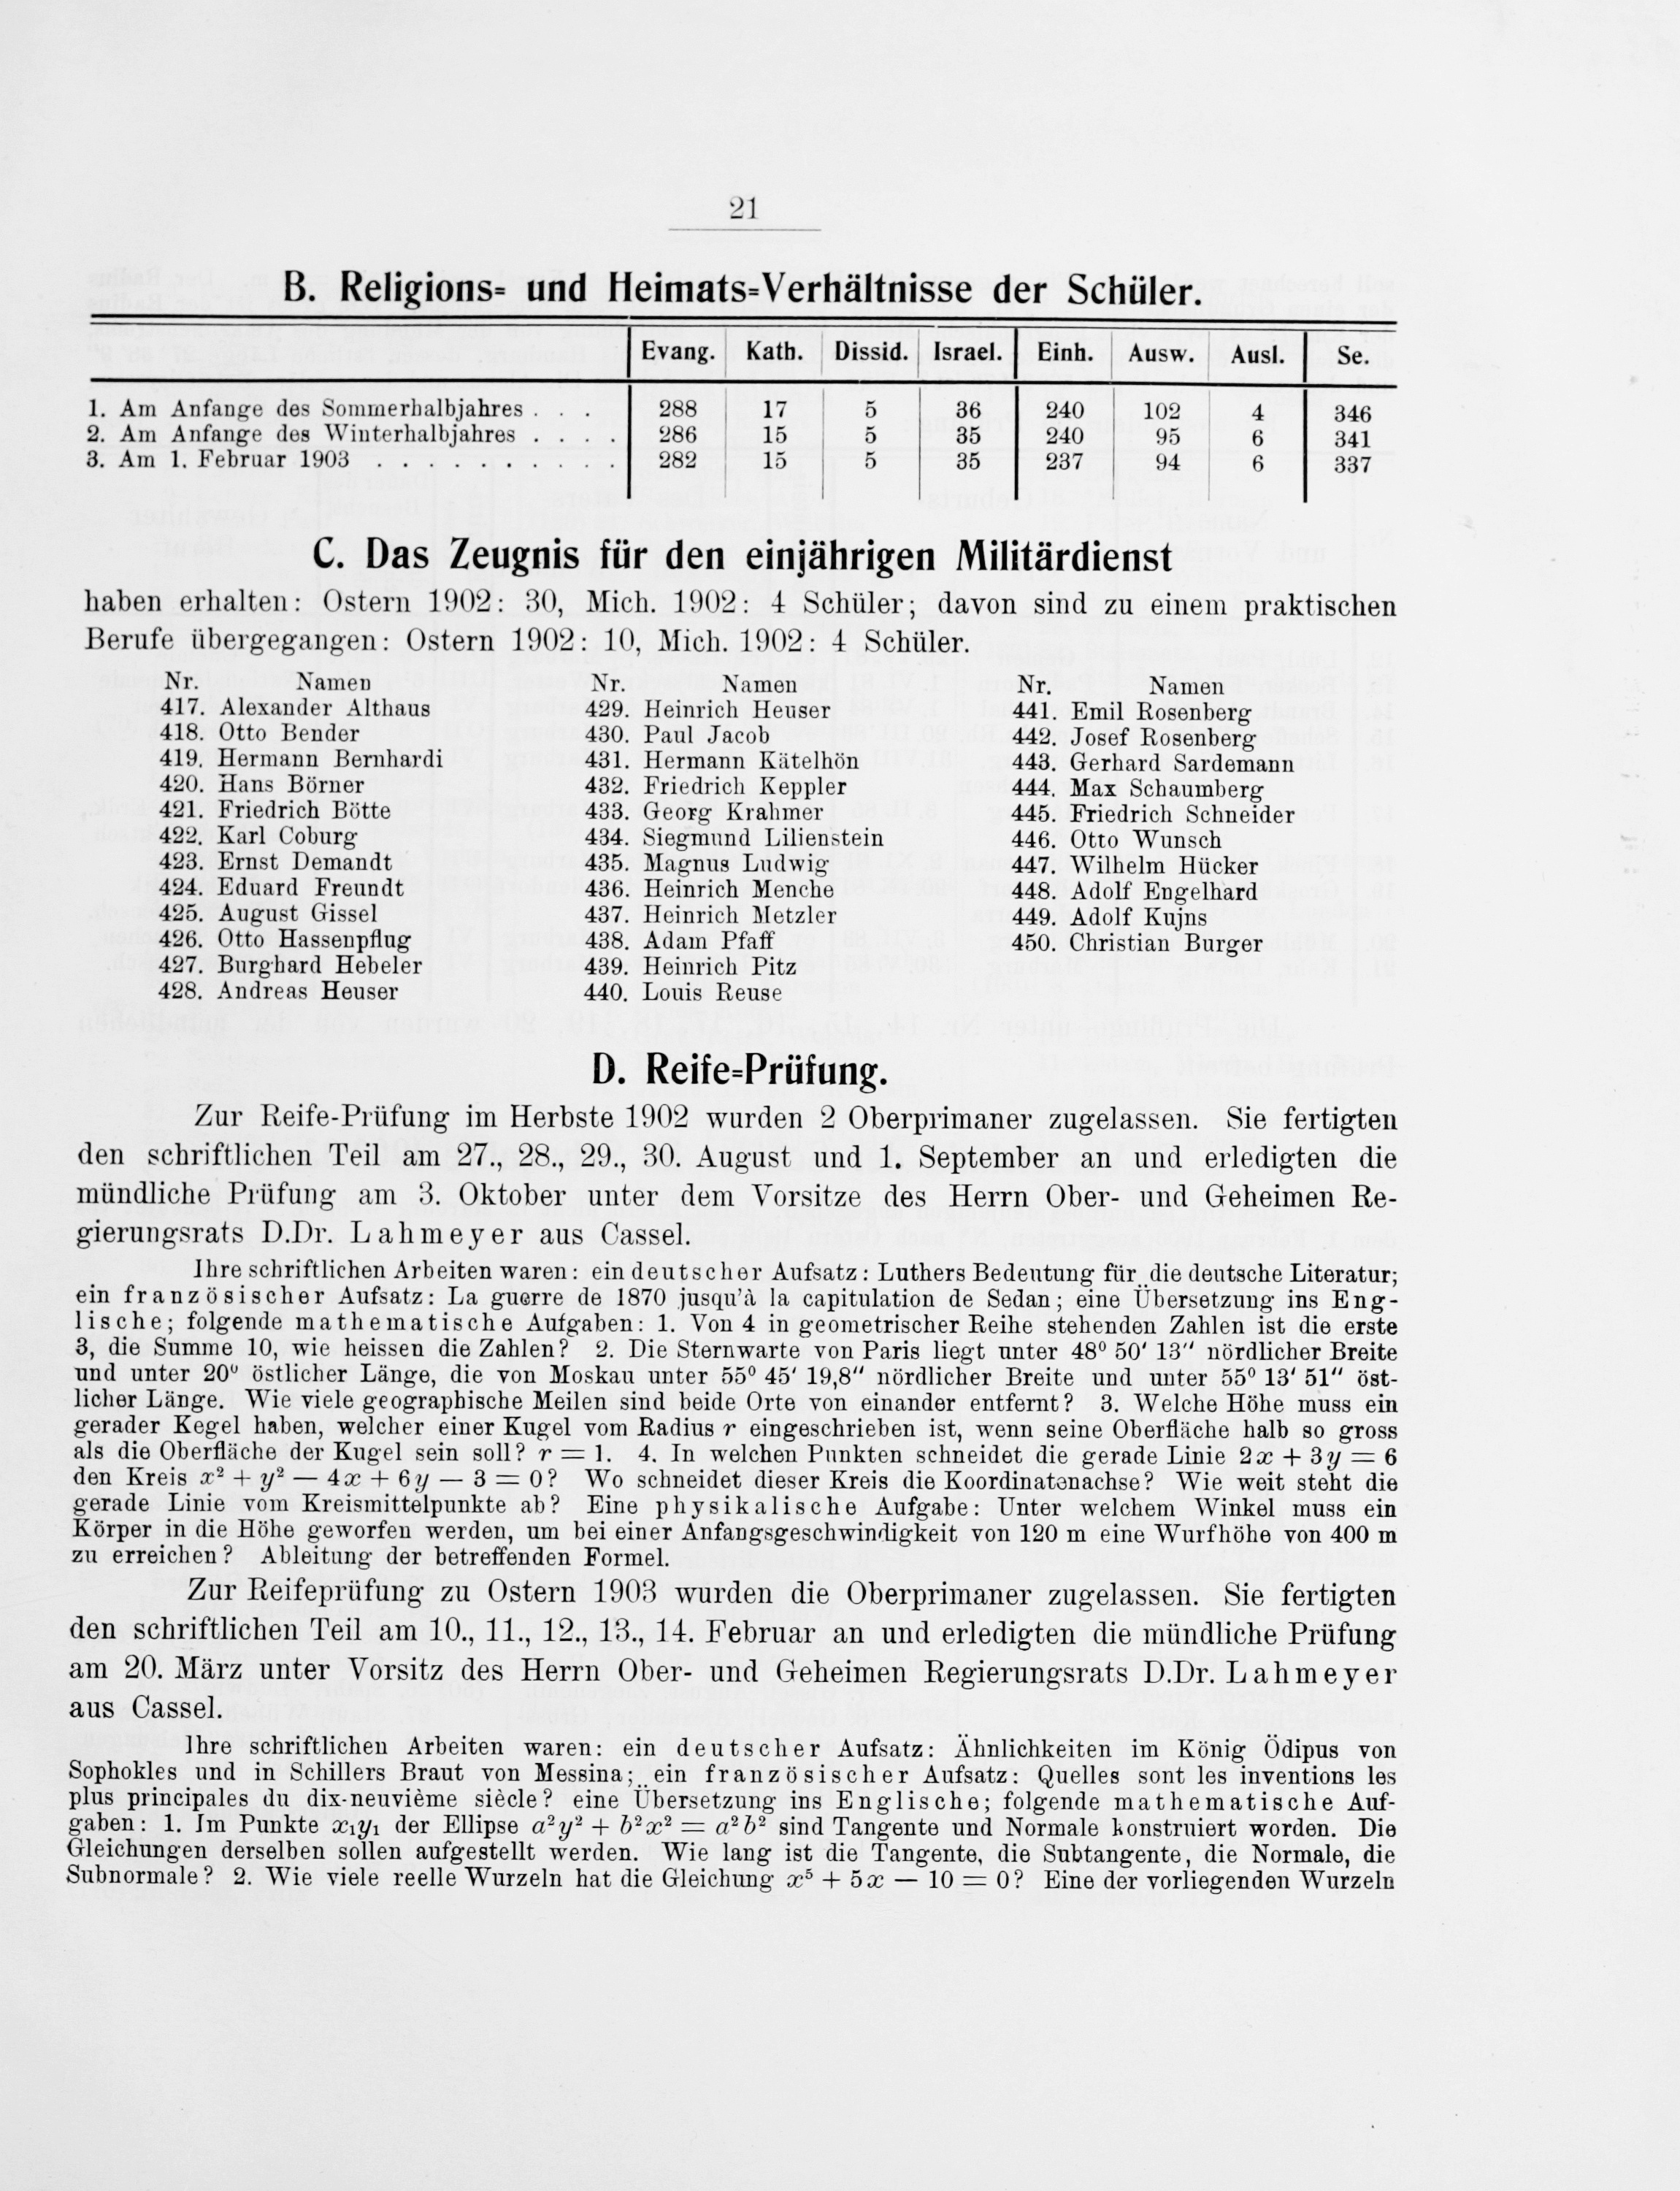 21
B. Religions- und Heimats-Verhältnisse der Schüler.
Evang. Kath. Dissid. Israel. Einh. Ausw. Ausl. Se.
1. Am Anfange des Sommerhalbjahres . . . 288 17 5 36 240 102 4 346
2. Am Anfange des Winterhalbjahres . . . . 286 15 5 35 240 95 6 341
3. Am 1. Februar 1903 . . . . . . . . . . 282 15 5 35 237 94 6 337
C. Das Zeugnis für den einjährigen Militärdienst
haben erhalten: Ostern 1902: 30, Mich. 1902: 4 Schüler; davon sind zu einem praktischen
Berufe übergegangen: Ostern 1902: 10, Mich. 1902: 4 Schüler.
Nr. Namen
417. Alexander Althaus
418. Otto Bender
419. Hermann Bernhardi
420. Hans Börner
421. Friedrich Bötte
422. Karl Coburg
423. Ernst Demandt
424. Eduard Freundt
425. August Gissel
426. Otto Hassenpflug
427. Burghard Hebeler
428. Andreas Heuser
Nr. Namen
429. Heinrich Heuser
430. Paul Jacob
431. Hermann Kätelhön
432. Friedrich Keppler
433. Georg Krahmer
434. Siegmund Lilienstein
435. Magnus Ludwig
436. Heinrich Menche
437. Heinrich Metzler
438. Adam Pfaff
439. Heinrich Pitz
440. Louis Reuse
Nr. Namen
441. Emil Rosenberg
442. Josef Rosenberg
443. Gerhard Sardemann
444. Max Schaumberg
445. Friedrich Schneider
446. Otto Wunsch
447. Wilhelm Hücker
448. Adolf Engelhard
449. Adolf Kujns
450. Christian Burger
D. Reife-Prüfung.
Zur Reife-Prüfung im Herbste 1902 wurden 2 Oberprimaner zugelassen. Sie fertigten
den schriftlichen Teil am 27., 28., 29., 30. August und 1. September an und erledigten die
mündliche Prüfung am 3. Oktober unter dem Vorsitze des Herrn Ober- und Geheimen Re-
gierungsrats D.Dr. Lahmeyer aus Cassel.
Ihre schriftlichen Arbeiten waren: ein deutscher Aufsatz: Luthers Bedeutung für die deutsche Literatur;
ein französischer Aufsatz: La guerre de 1870 jusqu'à la capitulation de Sedan; eine Übersetzung ins Eng-
lische; folgende mathematische Aufgaben: 1. Von 4 in geometrischer Reihe stehenden Zahlen ist die erste
3, die Summe 10, wie heissen die Zahlen? 2. Die Sternwarte von Paris liegt unter 48⁰ 50′ 13″ nördlicher Breite
und unter 20⁰ östlicher Länge, die von Moskau unter 55⁰ 45′ 19,8″ nördlicher Breite und unter 55⁰ 13′ 51″ öst-
licher Länge. Wie viele geographische Meilen sind beide Orte von einander entfernt? 3. Welche Höhe muss ein
gerader Kegel haben, welcher einer Kugel vom Radius r eingeschrieben ist, wenn seine Oberfläche halb so gross
als die Oberfläche der Kugel sein soll? r = 1. 4. In welchen Punkten schneidet die gerade Linie 2x + 3y = 6
den Kreis x² + y² — 4x + 6y — 3 = 0? Wo schneidet dieser Kreis die Koordinatenachse? Wie weit steht die
gerade Linie vom Kreismittelpunkte ab? Eine physikalische Aufgabe: Unter welchem Winkel muss ein
Körper in die Höhe geworfen werden, um bei einer Anfangsgeschwindigkeit von 120 m eine Wurfhöhe von 400 m
zu erreichen? Ableitung der betreffenden Formel.
Zur Reifeprüfung zu Ostern 1903 wurden die Oberprimaner zugelassen. Sie fertigten
den schriftlichen Teil am 10., 11., 12., 13., 14. Februar an und erledigten die mündliche Prüfung
am 20. März unter Vorsitz des Herrn Ober- und Geheimen Regierungsrats D.Dr. Lahmeyer
aus Cassel.
Ihre schriftlichen Arbeiten waren: ein deutscher Aufsatz: Ähnlichkeiten im König Ödipus von
Sophokles und in Schillers Braut von Messina; ein französischer Aufsatz: Quelles sont les inventions les
plus principales du dix-neuvième siècle? eine Übersetzung ins Englische; folgende mathematische Auf-
gaben: 1. Im Punkte x₁y₁ der Ellipse a²y² + b²x² = a²b² sind Tangente und Normale konstruiert worden. Die
Gleichungen derselben sollen aufgestellt werden. Wie lang ist die Tangente, die Subtangente, die Normale, die
Subnormale? 2. Wie viele reelle Wurzeln hat die Gleichung x⁵ + 5x — 10 = 0? Eine der vorliegenden Wurzeln